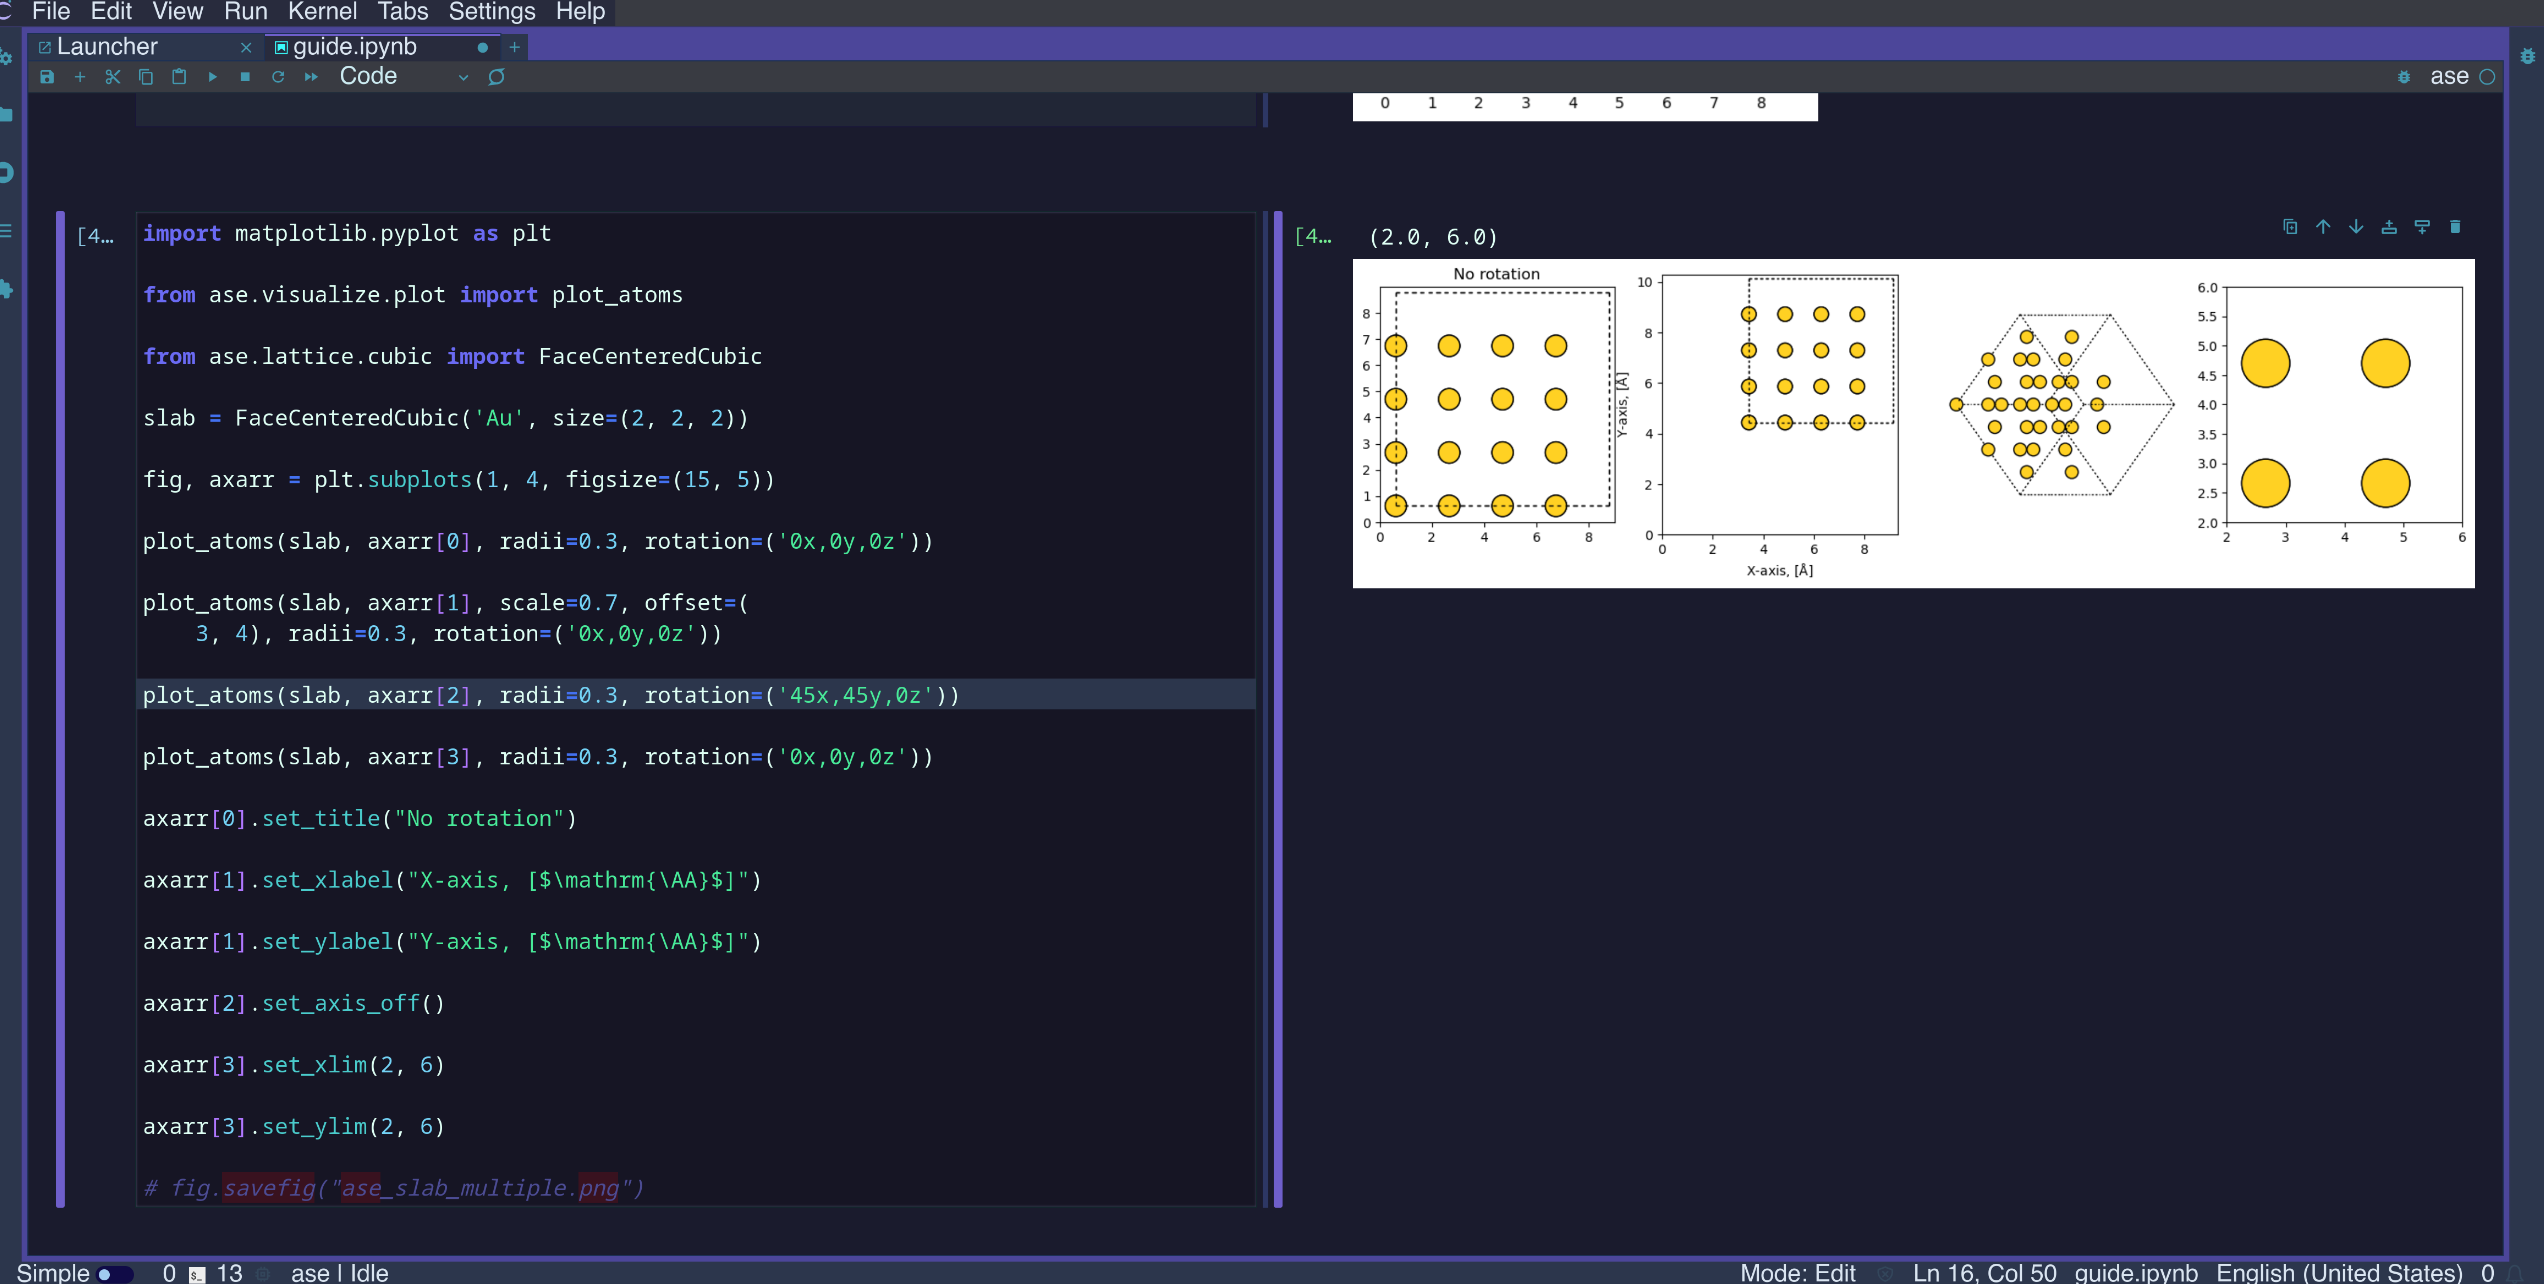 File Edit View Run Kernel Tabs Settings Help
Launcher
guide.ipynb
Code
ase
0 1 2 3 4 5 6 7 8
[4...
import matplotlib.pyplot as plt
from ase.visualize.plot import plot_atoms
from ase.lattice.cubic import FaceCenteredCubic
slab = FaceCenteredCubic('Au', size=(2, 2, 2))
fig, axarr = plt.subplots(1, 4, figsize=(15, 5))
plot_atoms(slab, axarr[0], radii=0.3, rotation=('0x,0y,0z'))
plot_atoms(slab, axarr[1], scale=0.7, offset=(
3, 4), radii=0.3, rotation=('0x,0y,0z'))
plot_atoms(slab, axarr[2], radii=0.3, rotation=('45x,45y,0z'))
plot_atoms(slab, axarr[3], radii=0.3, rotation=('0x,0y,0z'))
axarr[0].set_title("No rotation")
axarr[1].set_xlabel("X-axis, [$\mathrm{\AA}$]")
axarr[1].set_ylabel("Y-axis, [$\mathrm{\AA}$]")
axarr[2].set_axis_off()
axarr[3].set_xlim(2, 6)
axarr[3].set_ylim(2, 6)
# fig.savefig("ase_slab_multiple.png")
[4...
(2.0, 6.0)
No rotation
8
7
6
5
4
3
2
1
0
0 2 4 6 8
Y-axis, [Å]
10
8
6
4
2
0
0 2 4 6 8
X-axis, [Å]
6.0
5.5
5.0
4.5
4.0
3.5
3.0
2.5
2.0
2 3 4 5 6
Simple 0 $_ 13 ase | Idle
Mode: Edit Ln 16, Col 50 guide.ipynb English (United States) 0